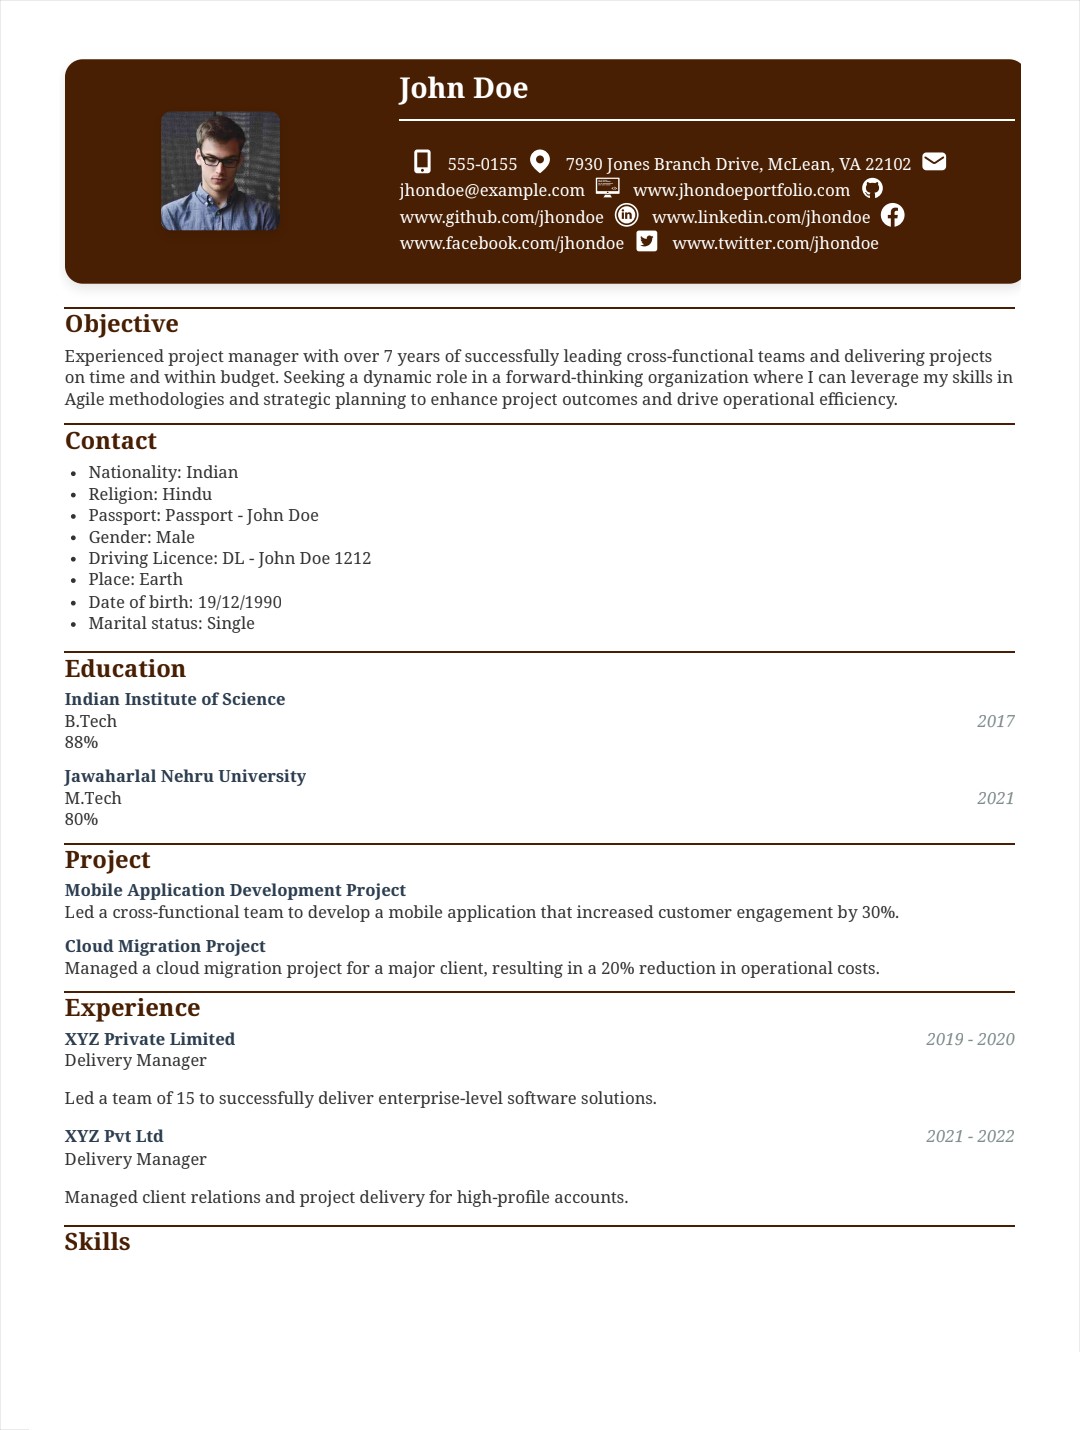 John Doe
555-0155 7930 Jones Branch Drive, McLean, VA 22102
jhondoe@example.com www.jhondoeportfolio.com
www.github.com/jhondoe www.linkedin.com/jhondoe
www.facebook.com/jhondoe www.twitter.com/jhondoe
Objective
Experienced project manager with over 7 years of successfully leading cross-functional teams and delivering projects
on time and within budget. Seeking a dynamic role in a forward-thinking organization where I can leverage my skills in
Agile methodologies and strategic planning to enhance project outcomes and drive operational efficiency.
Contact
• Nationality: Indian
• Religion: Hindu
• Passport: Passport - John Doe
• Gender: Male
• Driving Licence: DL - John Doe 1212
• Place: Earth
• Date of birth: 19/12/1990
• Marital status: Single
Education
Indian Institute of Science
B.Tech 2017
88%
Jawaharlal Nehru University
M.Tech 2021
80%
Project
Mobile Application Development Project
Led a cross-functional team to develop a mobile application that increased customer engagement by 30%.
Cloud Migration Project
Managed a cloud migration project for a major client, resulting in a 20% reduction in operational costs.
Experience
XYZ Private Limited 2019 - 2020
Delivery Manager
Led a team of 15 to successfully deliver enterprise-level software solutions.
XYZ Pvt Ltd 2021 - 2022
Delivery Manager
Managed client relations and project delivery for high-profile accounts.
Skills